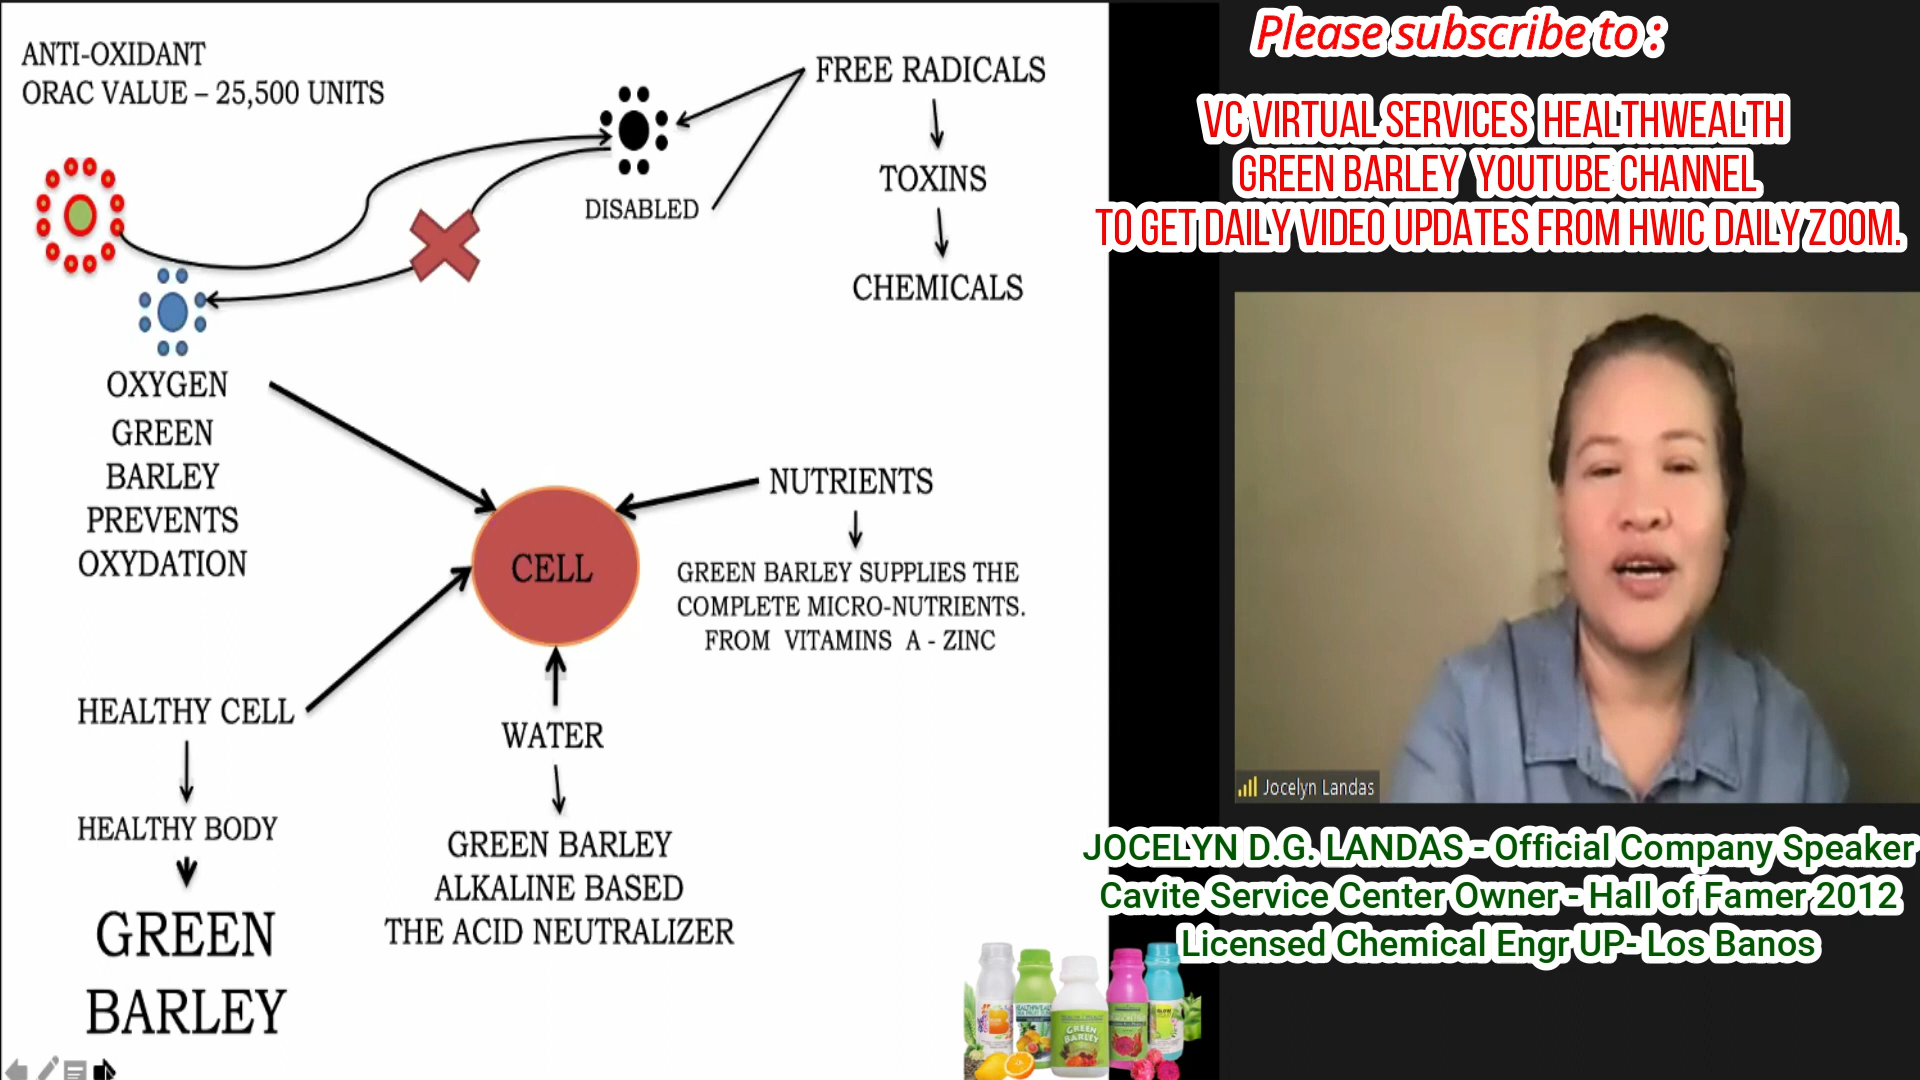 ANTI-OXIDANT
ORAC VALUE – 25,500 UNITS
FREE RADICALS
TOXINS
CHEMICALS
DISABLED
OXYGEN
GREEN
BARLEY
PREVENTS
OXYDATION
CELL
NUTRIENTS
GREEN BARLEY SUPPLIES THE
COMPLETE MICRO-NUTRIENTS.
FROM VITAMINS A - ZINC
HEALTHY CELL
HEALTHY BODY
GREEN
BARLEY
WATER
GREEN BARLEY
ALKALINE BASED
THE ACID NEUTRALIZER
Please subscribe to :
VC VIRTUAL SERVICES HEALTHWEALTH
GREEN BARLEY YOUTUBE CHANNEL
TO GET DAILY VIDEO UPDATES FROM HWIC DAILY ZOOM.
Jocelyn Landas
JOCELYN D.G. LANDAS - Official Company Speaker
Cavite Service Center Owner - Hall of Famer 2012
Licensed Chemical Engr UP- Los Banos
GREEN
BARLEY